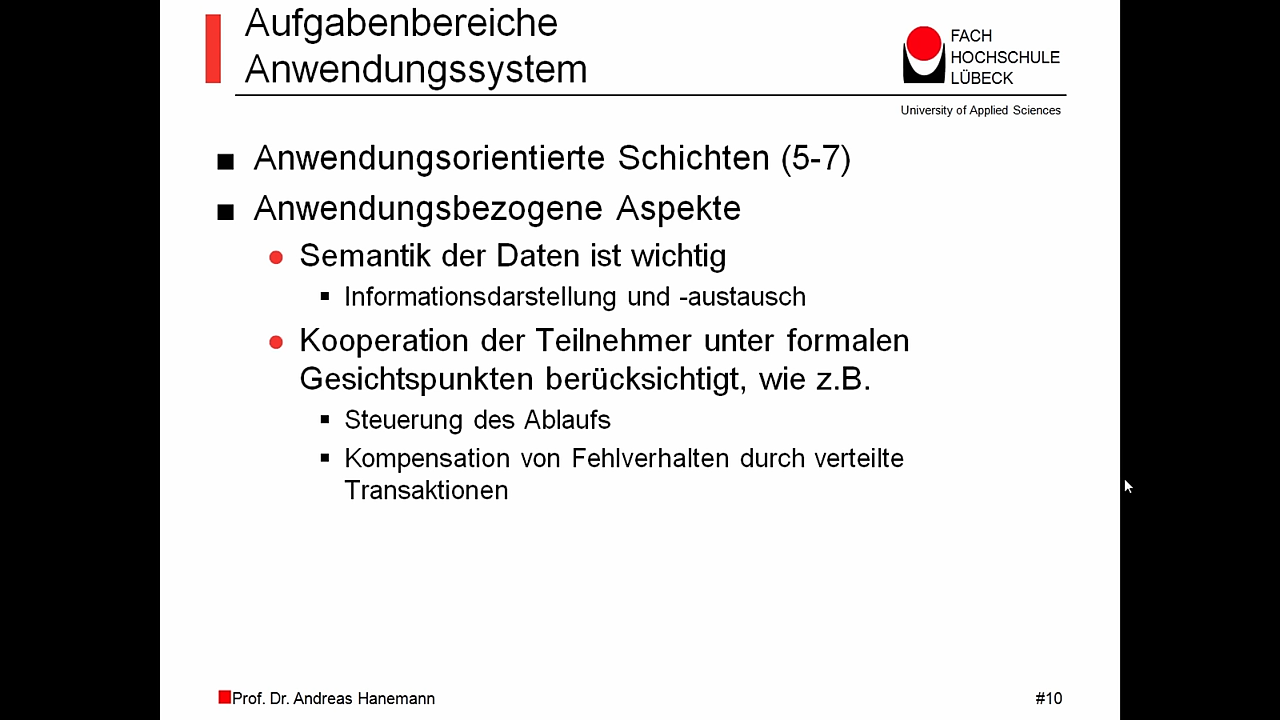 Aufgabenbereiche
Anwendungssystem
FACH
HOCHSCHULE
LÜBECK
University of Applied Sciences
■ Anwendungsorientierte Schichten (5-7)
■ Anwendungsbezogene Aspekte
● Semantik der Daten ist wichtig
▪ Informationsdarstellung und -austausch
● Kooperation der Teilnehmer unter formalen
Gesichtspunkten berücksichtigt, wie z.B.
▪ Steuerung des Ablaufs
▪ Kompensation von Fehlverhalten durch verteilte
Transaktionen
Prof. Dr. Andreas Hanemann
#10